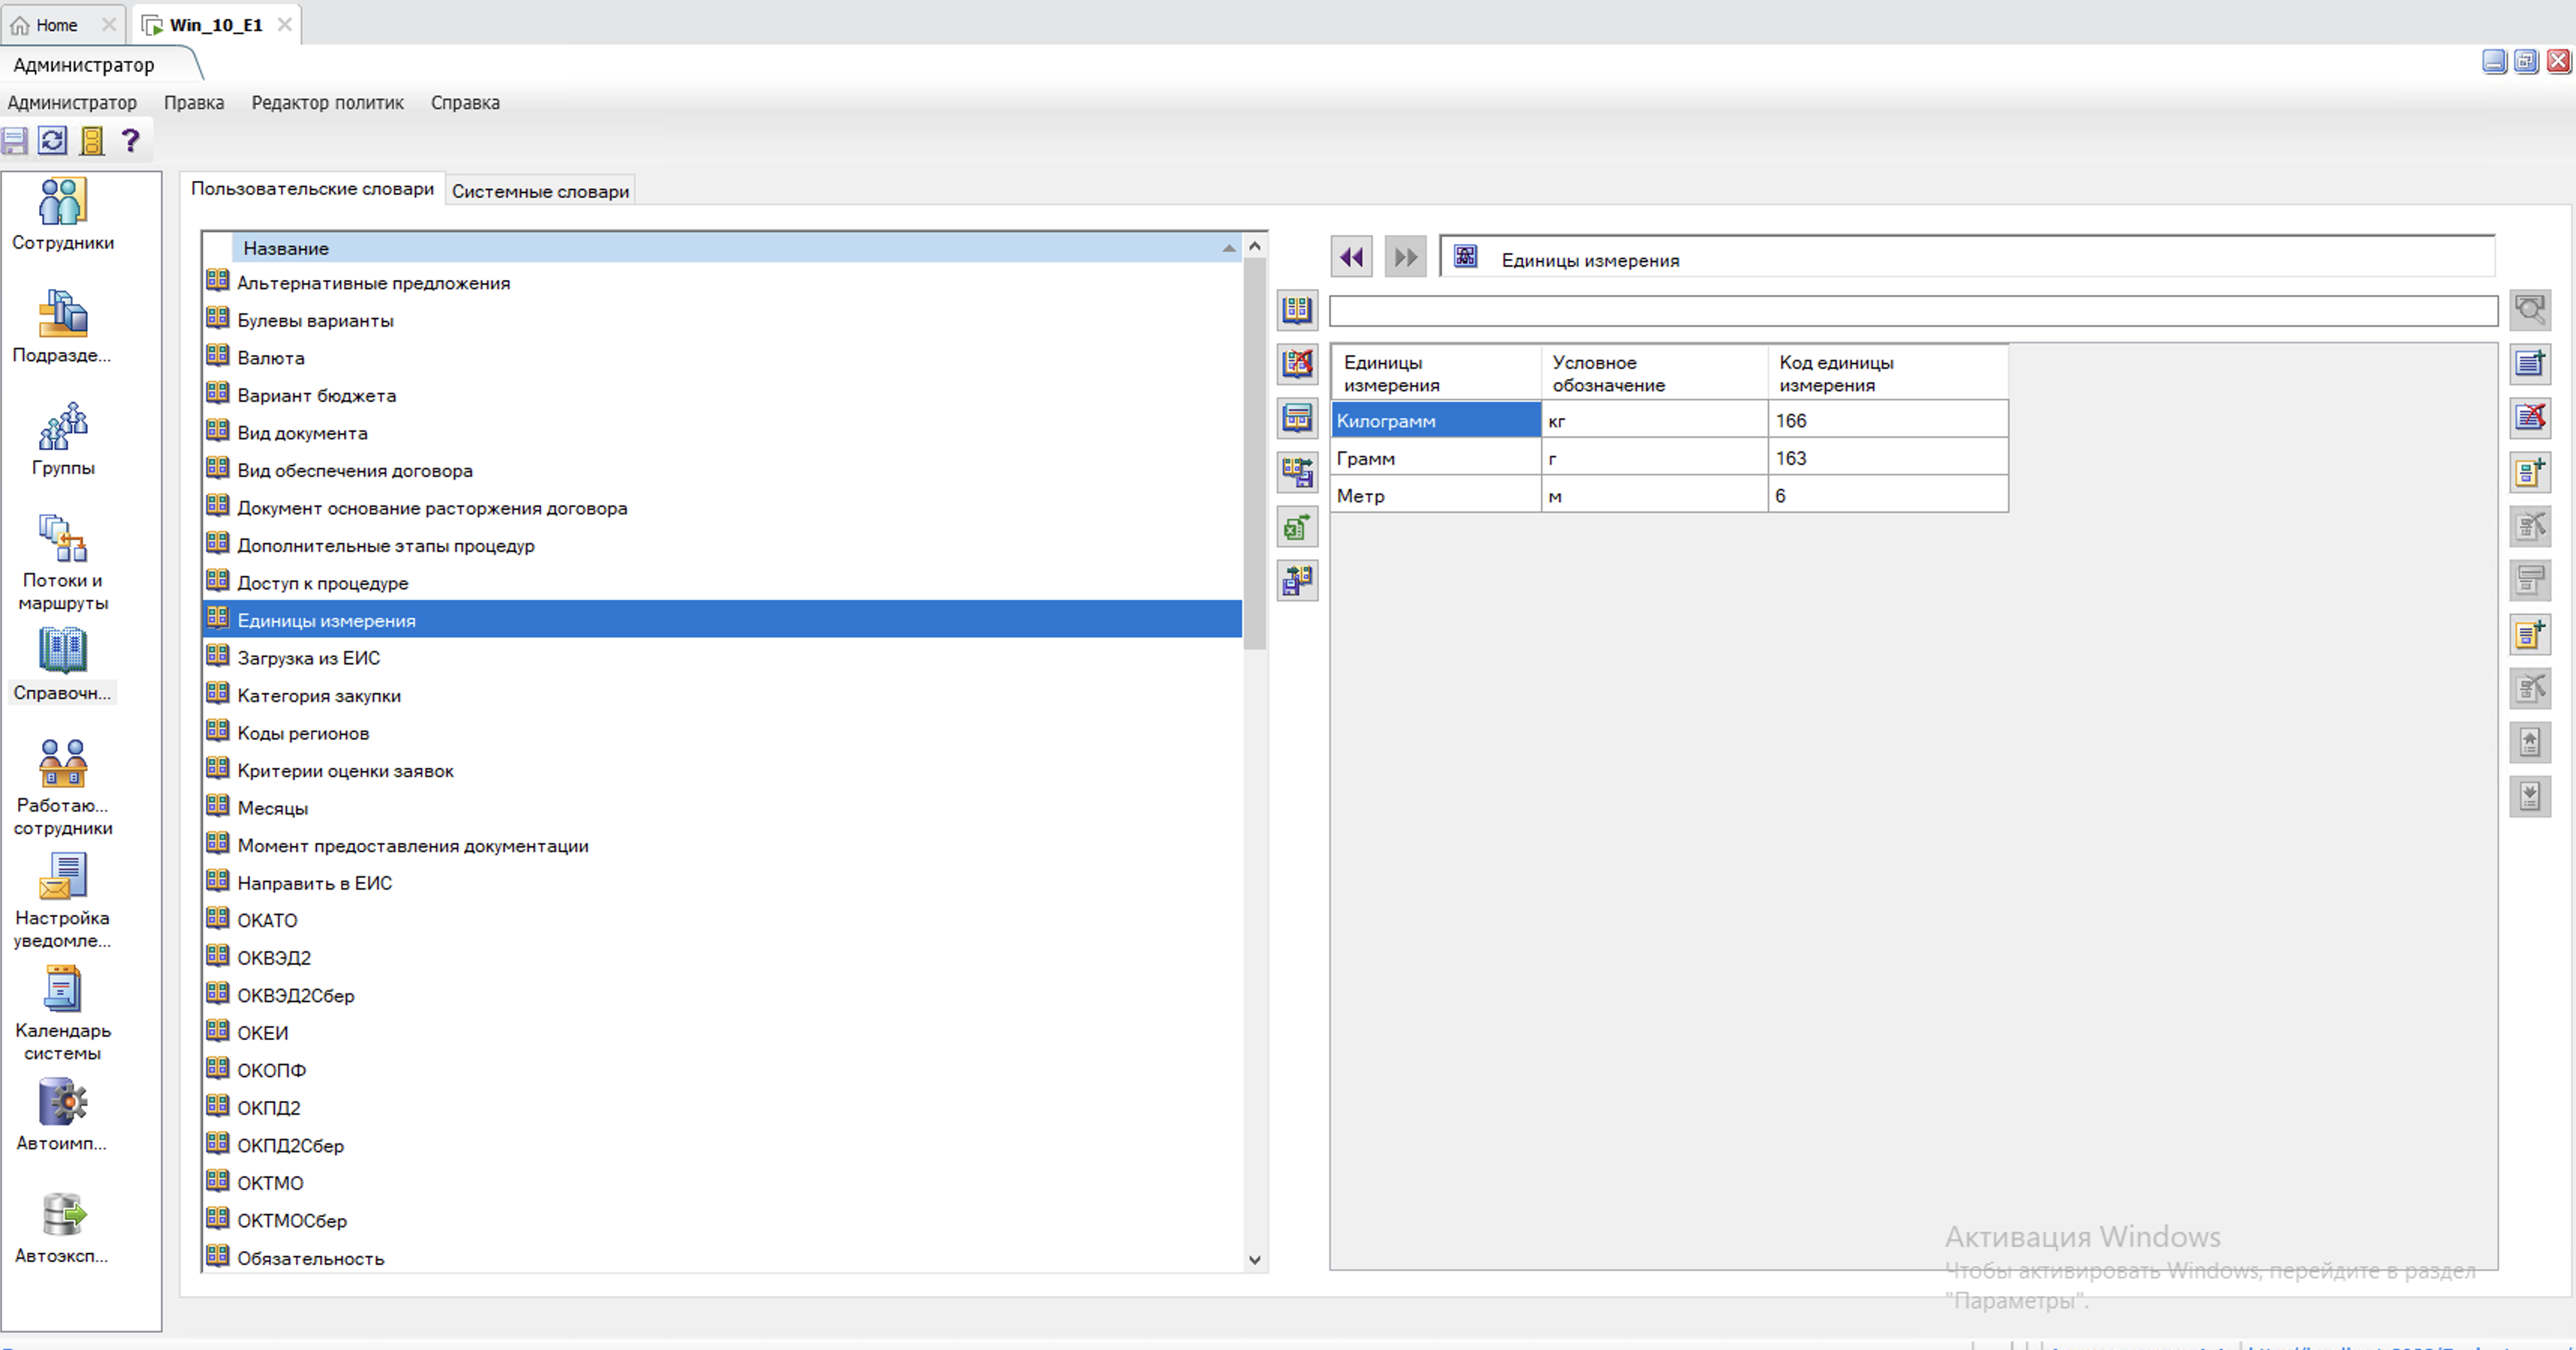 Home
Win_10_E1
Администратор
Администратор Правка Редактор политик Справка
Сотрудники
Подразде...
Группы
Потоки и
маршруты
Справочн...
Работаю...
сотрудники
Настройка
уведомле...
Календарь
системы
Автоимп...
Автоэксп...
Пользовательские словари
Системные словари
Название
Альтернативные предложения
Булевы варианты
Валюта
Вариант бюджета
Вид документа
Вид обеспечения договора
Документ основание расторжения договора
Дополнительные этапы процедур
Доступ к процедуре
Единицы измерения
Загрузка из ЕИС
Категория закупки
Коды регионов
Критерии оценки заявок
Месяцы
Момент предоставления документации
Направить в ЕИС
ОКАТО
ОКВЭД2
ОКВЭД2Сбер
ОКЕИ
ОКОПФ
ОКПД2
ОКПД2Сбер
ОКТМО
ОКТМОСбер
Обязательность
Единицы измерения
Единицы
измерения
Условное
обозначение
Код единицы
измерения
Килограмм кг 166
Грамм г 163
Метр м 6
Активация Windows
Чтобы активировать Windows, перейдите в раздел
"Параметры".